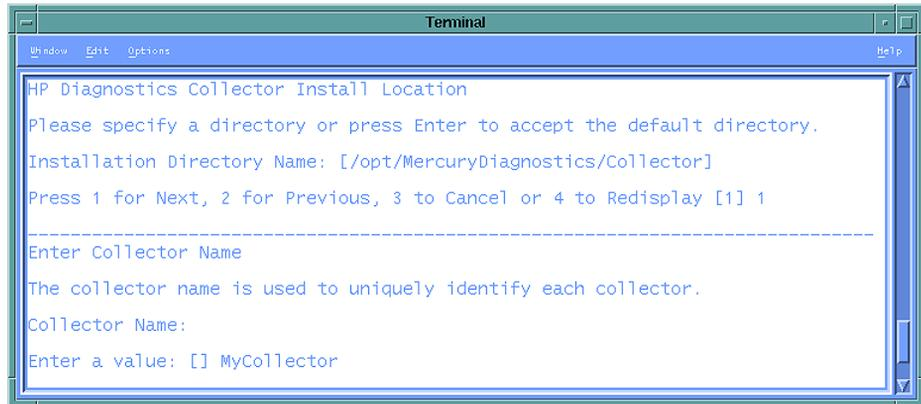 Terminal
Window Edit Options Help
HP Diagnostics Collector Install Location
Please specify a directory or press Enter to accept the default directory.
Installation Directory Name: [/opt/MercuryDiagnostics/Collector]
Press 1 for Next, 2 for Previous, 3 to Cancel or 4 to Redisplay [1] 1
_______________________________________________________________________________
Enter Collector Name
The collector name is used to uniquely identify each collector.
Collector Name:
Enter a value: [] MyCollector